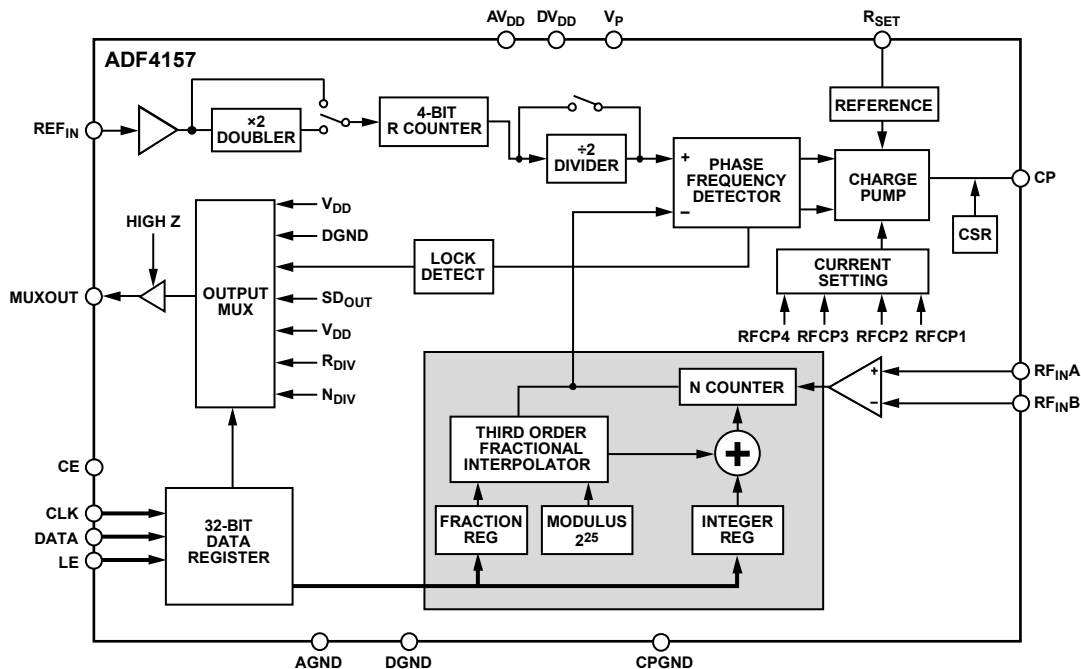 AVDD DVDD VP RSET
ADF4157
REFERENCE
×2
DOUBLER
4-BIT
R COUNTER
REFIN
÷2
DIVIDER
+
−
PHASE
FREQUENCY
DETECTOR
CHARGE
PUMP
CP
CSR
HIGH Z
VDD
DGND
LOCK
DETECT
CURRENT
SETTING
MUXOUT
OUTPUT
MUX
SDOUT
VDD
RDIV
NDIV
RFCP4 RFCP3 RFCP2 RFCP1
N COUNTER
+
−
RFINA
RFINB
THIRD ORDER
FRACTIONAL
INTERPOLATOR
+
CE
CLK
DATA
LE
32-BIT
DATA
REGISTER
FRACTION
REG
MODULUS
2²⁵
INTEGER
REG
AGND DGND CPGND